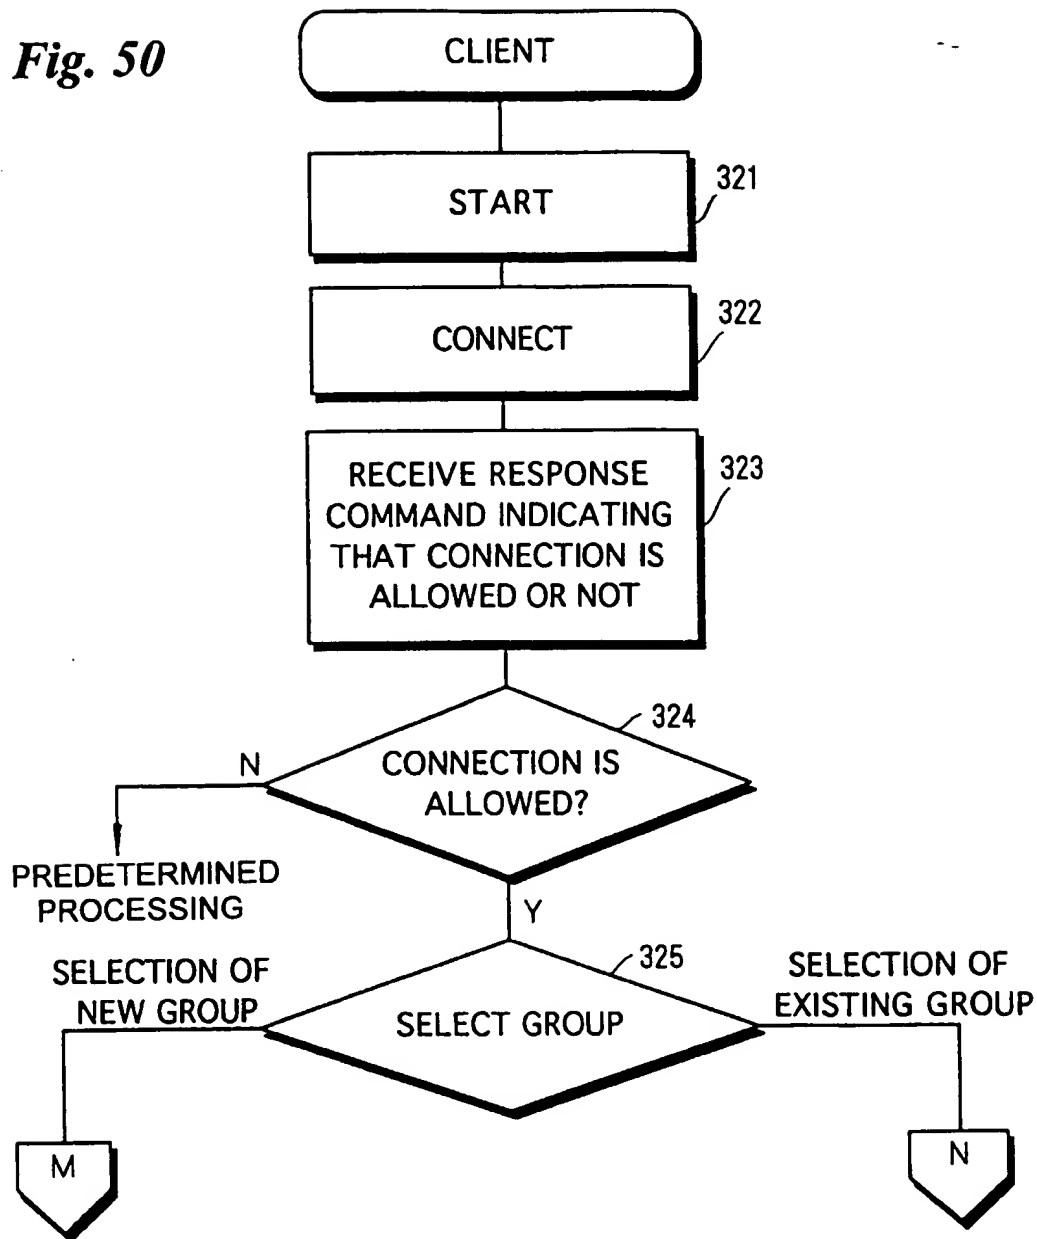 Fig. 50
CLIENT
START
321
CONNECT
322
RECEIVE RESPONSE
COMMAND INDICATING
THAT CONNECTION IS
ALLOWED OR NOT
323
324
CONNECTION IS
ALLOWED?
N
PREDETERMINED
PROCESSING
Y
325
SELECT GROUP
SELECTION OF
NEW GROUP
SELECTION OF
EXISTING GROUP
M
N